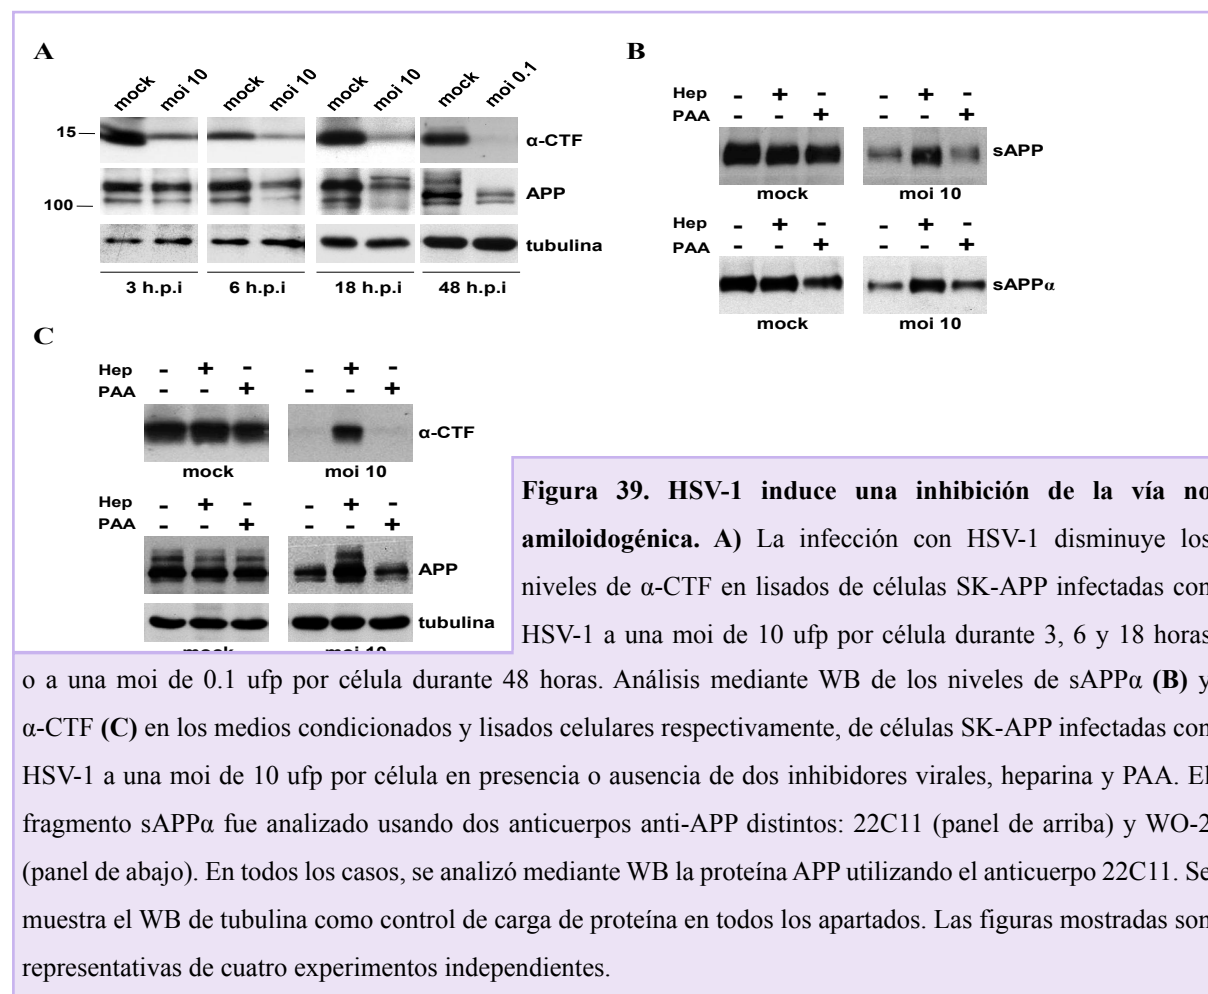 A
mock moi 10 mock moi 10 mock moi 10 mock moi 0.1
15 α-CTF
APP
100
tubulina
3 h.p.i 6 h.p.i 18 h.p.i 48 h.p.i
B
Hep - + - - + -
PAA - - + - - +
sAPP
mock moi 10
Hep - + - - + -
PAA - - + - - +
sAPPα
mock moi 10
C
Hep - + - - + -
PAA - - + - - +
α-CTF
mock moi 10
Hep - + - - + -
PAA - - + - - +
APP
tubulina
mock moi 10
Figura 39. HSV-1 induce una inhibición de la vía no
amiloidogénica. A) La infección con HSV-1 disminuye los
niveles de α-CTF en lisados de células SK-APP infectadas con
HSV-1 a una moi de 10 ufp por célula durante 3, 6 y 18 horas
o a una moi de 0.1 ufp por célula durante 48 horas. Análisis mediante WB de los niveles de sAPPα (B) y
α-CTF (C) en los medios condicionados y lisados celulares respectivamente, de células SK-APP infectadas con
HSV-1 a una moi de 10 ufp por célula en presencia o ausencia de dos inhibidores virales, heparina y PAA. El
fragmento sAPPα fue analizado usando dos anticuerpos anti-APP distintos: 22C11 (panel de arriba) y WO-2
(panel de abajo). En todos los casos, se analizó mediante WB la proteína APP utilizando el anticuerpo 22C11. Se
muestra el WB de tubulina como control de carga de proteína en todos los apartados. Las figuras mostradas son
representativas de cuatro experimentos independientes.